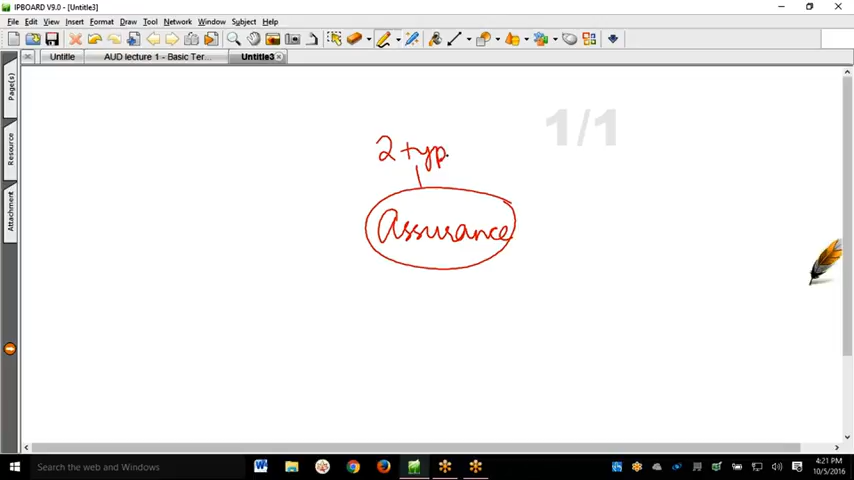 IPBOARD V9.0 - [Untitle3]
File Edit View Insert Format Draw Tool Network Window Subject Help
Untitle AUD lecture 1 - Basic Ter... Untitle3
Page(s)
Resource
Attachment
1/1
2 typ.
Assurance
Search the web and Windows
4:21 PM
10/5/2016